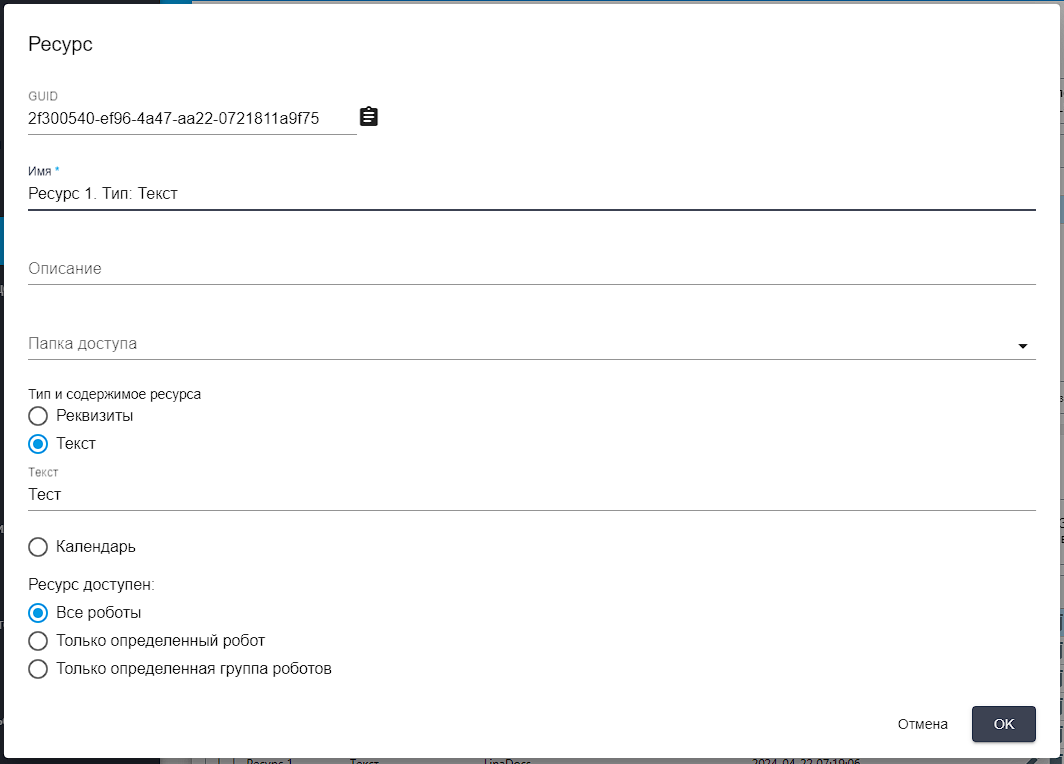 Ресурс
GUID
2f300540-ef96-4a47-aa22-0721811a9f75
Имя *
Ресурс 1. Тип: Текст
Описание
Папка доступа
Тип и содержимое ресурса
Реквизиты
Текст
Текст
Тест
Календарь
Ресурс доступен:
Все роботы
Только определенный робот
Только определенная группа роботов
Отмена
OK